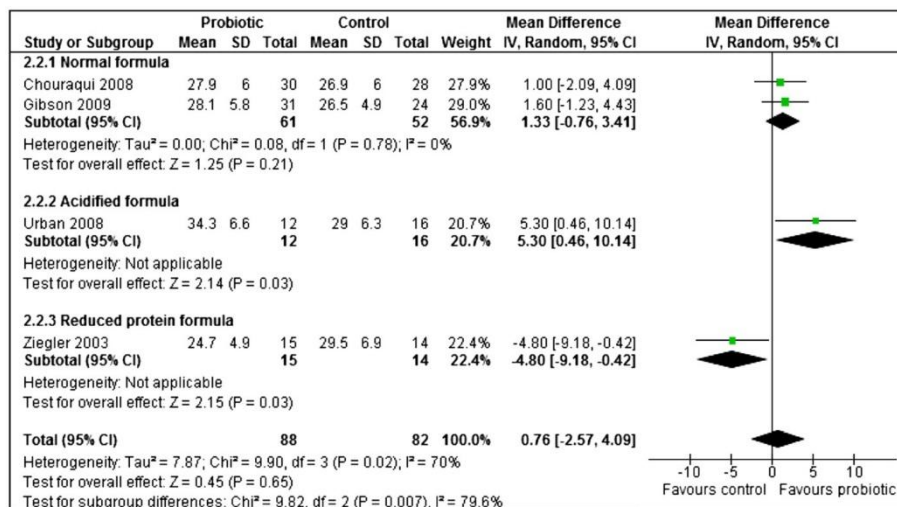 Probiotic Control Mean Difference Mean Difference
Study or Subgroup Mean SD Total Mean SD Total Weight IV, Random, 95% CI IV, Random, 95% CI
2.2.1 Normal formula
Chouraqui 2008 27.9 6 30 26.9 6 28 27.9% 1.00 [-2.09, 4.09]
Gibson 2009 28.1 5.8 31 26.5 4.9 24 29.0% 1.60 [-1.23, 4.43]
Subtotal (95% CI) 61 52 56.9% 1.33 [-0.76, 3.41]
Heterogeneity: Tau² = 0.00; Chi² = 0.08, df = 1 (P = 0.78); I² = 0%
Test for overall effect: Z = 1.25 (P = 0.21)
2.2.2 Acidified formula
Urban 2008 34.3 6.6 12 29 6.3 16 20.7% 5.30 [0.46, 10.14]
Subtotal (95% CI) 12 16 20.7% 5.30 [0.46, 10.14]
Heterogeneity: Not applicable
Test for overall effect: Z = 2.14 (P = 0.03)
2.2.3 Reduced protein formula
Ziegler 2003 24.7 4.9 15 29.5 6.9 14 22.4% -4.80 [-9.18, -0.42]
Subtotal (95% CI) 15 14 22.4% -4.80 [-9.18, -0.42]
Heterogeneity: Not applicable
Test for overall effect: Z = 2.15 (P = 0.03)
Total (95% CI) 88 82 100.0% 0.76 [-2.57, 4.09]
Heterogeneity: Tau² = 7.87; Chi² = 9.90, df = 3 (P = 0.02); I² = 70%
Test for overall effect: Z = 0.45 (P = 0.65)
Test for subgroup differences: Chi² = 9.82, df = 2 (P = 0.007), I² = 79.6%
-10 -5 0 5 10
Favours control Favours probiotic